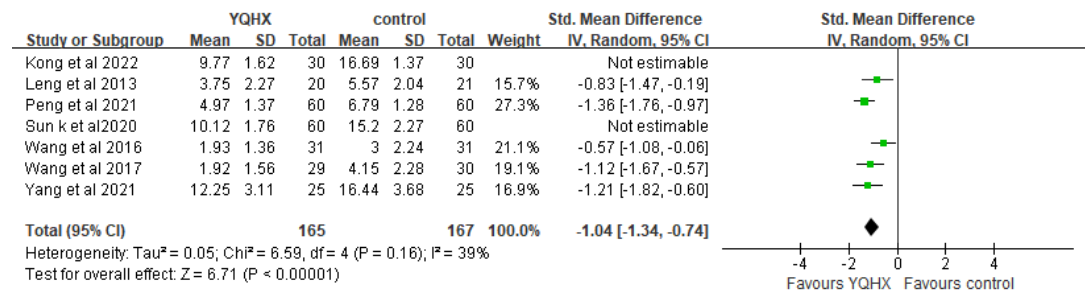 YQHX control Std. Mean Difference Std. Mean Difference
Study or Subgroup Mean SD Total Mean SD Total Weight IV, Random, 95% CI IV, Random, 95% CI
Kong et al 2022 9.77 1.62 30 16.69 1.37 30 Not estimable
Leng et al 2013 3.75 2.27 20 5.57 2.04 21 15.7% -0.83 [-1.47, -0.19]
Peng et al 2021 4.97 1.37 60 6.79 1.28 60 27.3% -1.36 [-1.76, -0.97]
Sun k et al2020 10.12 1.76 60 15.2 2.27 60 Not estimable
Wang et al 2016 1.93 1.36 31 3 2.24 31 21.1% -0.57 [-1.08, -0.06]
Wang et al 2017 1.92 1.56 29 4.15 2.28 30 19.1% -1.12 [-1.67, -0.57]
Yang et al 2021 12.25 3.11 25 16.44 3.68 25 16.9% -1.21 [-1.82, -0.60]
Total (95% CI) 165 167 100.0% -1.04 [-1.34, -0.74]
Heterogeneity: Tau² = 0.05; Chi² = 6.59, df = 4 (P = 0.16); I² = 39%
Test for overall effect: Z = 6.71 (P < 0.00001)
-4 -2 0 2 4
Favours YQHX Favours control